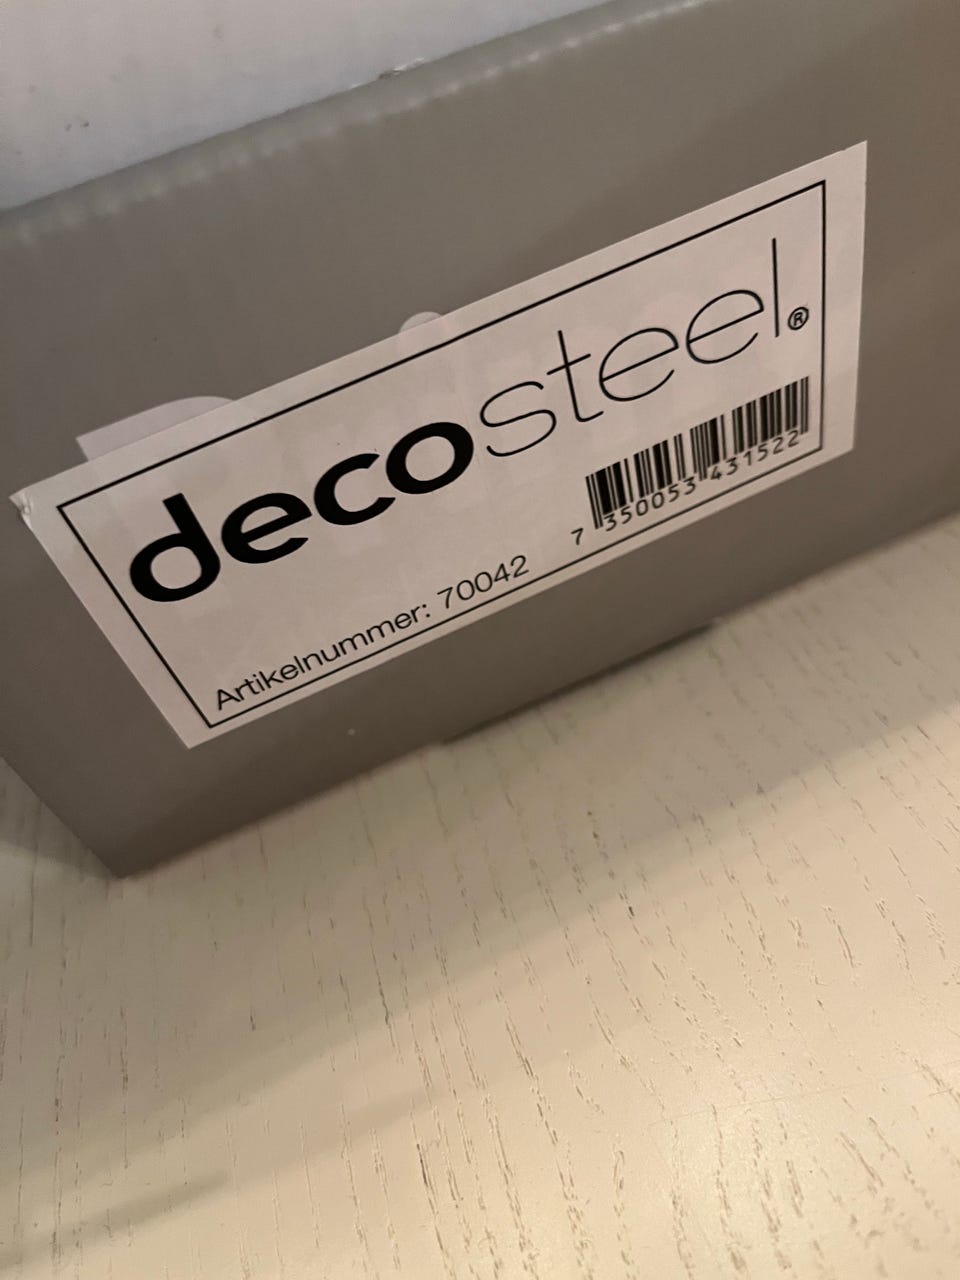 decosteel®
Artikelnummer: 70042
7 350053 431522